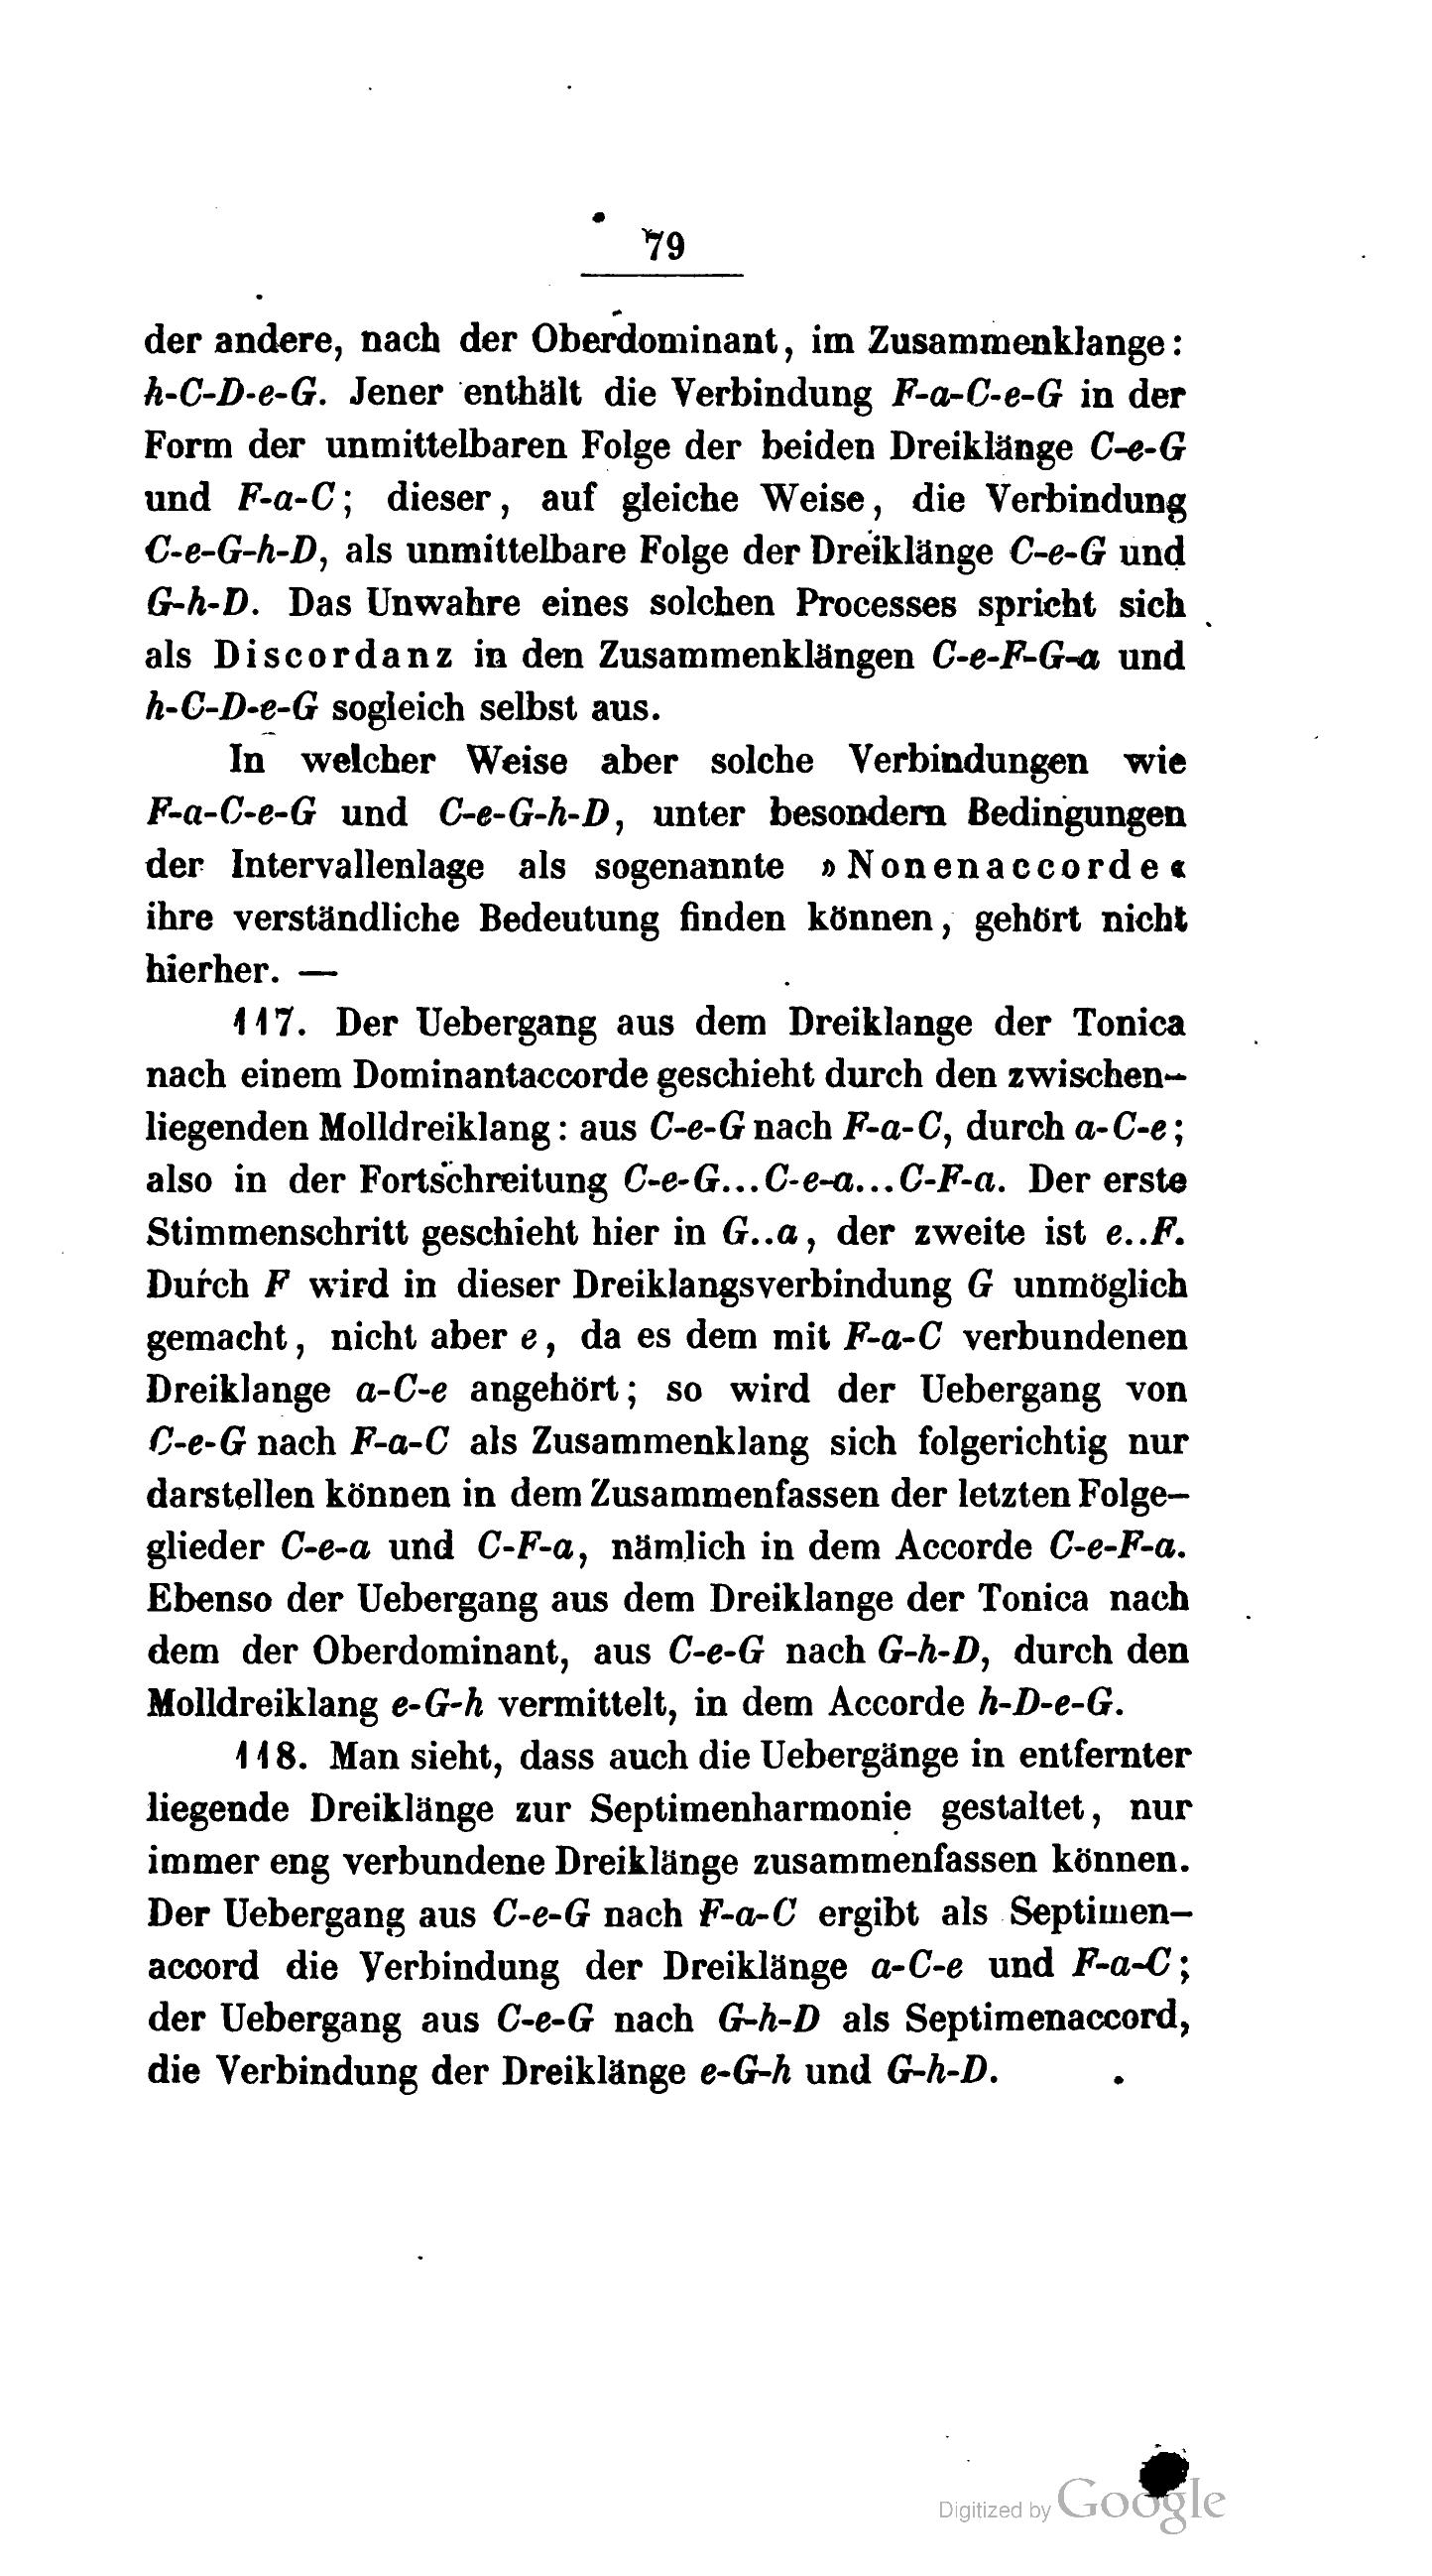 79
der andere, nach der Oberdominant, im Zusammenklange:
h-C-D-e-G. Jener enthält die Verbindung F-a-C-e-G in der
Form der unmittelbaren Folge der beiden Dreiklänge C-e-G
und F-a-C; dieser, auf gleiche Weise, die Verbindung
C-e-G-h-D, als unmittelbare Folge der Dreiklänge C-e-G und
G-h-D. Das Unwahre eines solchen Processes spricht sich
als Discordanz in den Zusammenklängen C-e-F-G-a und
h-C-D-e-G sogleich selbst aus.
In welcher Weise aber solche Verbindungen wie
F-a-C-e-G und C-e-G-h-D, unter besondern Bedingungen
der Intervallenlage als sogenannte »Nonenaccorde«
ihre verständliche Bedeutung finden können, gehört nicht
hierher. —
117. Der Uebergang aus dem Dreiklange der Tonica
nach einem Dominantaccorde geschieht durch den zwischen-
liegenden Molldreiklang: aus C-e-G nach F-a-C, durch a-C-e;
also in der Fortschreitung C-e-G...C-e-a...C-F-a. Der erste
Stimmenschritt geschieht hier in G..a, der zweite ist e..F.
Durch F wird in dieser Dreiklangsverbindung G unmöglich
gemacht, nicht aber e, da es dem mit F-a-C verbundenen
Dreiklange a-C-e angehört; so wird der Uebergang von
C-e-G nach F-a-C als Zusammenklang sich folgerichtig nur
darstellen können in dem Zusammenfassen der letzten Folge-
glieder C-e-a und C-F-a, nämlich in dem Accorde C-e-F-a.
Ebenso der Uebergang aus dem Dreiklange der Tonica nach
dem der Oberdominant, aus C-e-G nach G-h-D, durch den
Molldreiklang e-G-h vermittelt, in dem Accorde h-D-e-G.
118. Man sieht, dass auch die Uebergänge in entfernter
liegende Dreiklänge zur Septimenharmonie gestaltet, nur
immer eng verbundene Dreiklänge zusammenfassen können.
Der Uebergang aus C-e-G nach F-a-C ergibt als Septimen-
accord die Verbindung der Dreiklänge a-C-e und F-a-C;
der Uebergang aus C-e-G nach G-h-D als Septimenaccord,
die Verbindung der Dreiklänge e-G-h und G-h-D.
Digitized by Google